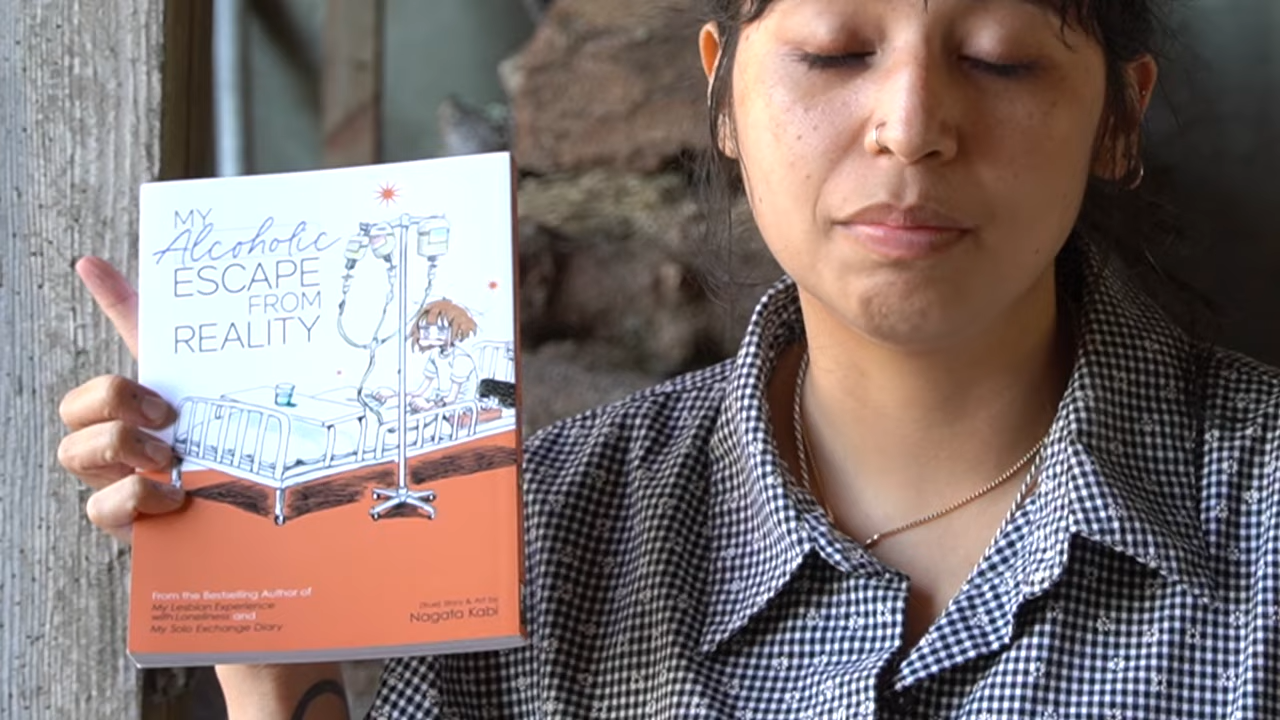 MY
Alcoholic
ESCAPE
FROM
REALITY
From the Bestselling Author of
My Lesbian Experience
with Loneliness and
My Solo Exchange Diary
(true) Story & Art by
Nagata Kabi